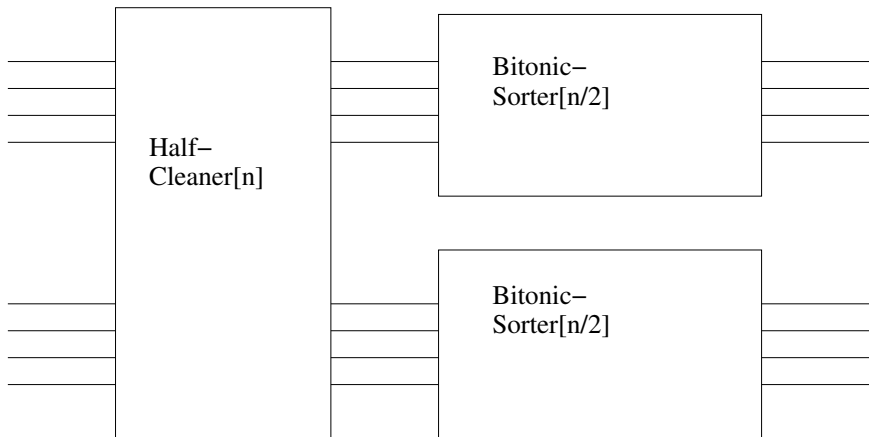 Half−
Cleaner[n]
Bitonic−
Sorter[n/2]
Bitonic−
Sorter[n/2]